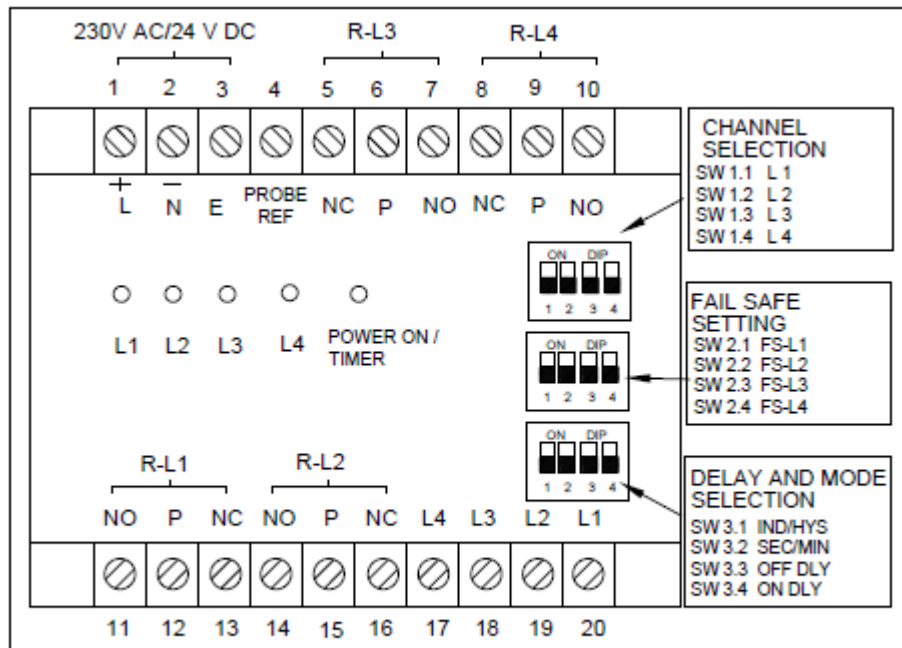 230V AC/24 V DC R-L3 R-L4
1 2 3 4 5 6 7 8 9 10
+ − 
L N E PROBE REF NC P NO NC P NO
CHANNEL
SELECTION
SW 1.1 L 1
SW 1.2 L 2
SW 1.3 L 3
SW 1.4 L 4
ON DIP
1 2 3 4
L1 L2 L3 L4 POWER ON /
TIMER
FAIL SAFE
SETTING
SW 2.1 FS-L1
SW 2.2 FS-L2
SW 2.3 FS-L3
SW 2.4 FS-L4
ON DIP
1 2 3 4
ON DIP
1 2 3 4
DELAY AND MODE
SELECTION
SW 3.1 IND/HYS
SW 3.2 SEC/MIN
SW 3.3 OFF DLY
SW 3.4 ON DLY
R-L1 R-L2
NO P NC NO P NC L4 L3 L2 L1
11 12 13 14 15 16 17 18 19 20